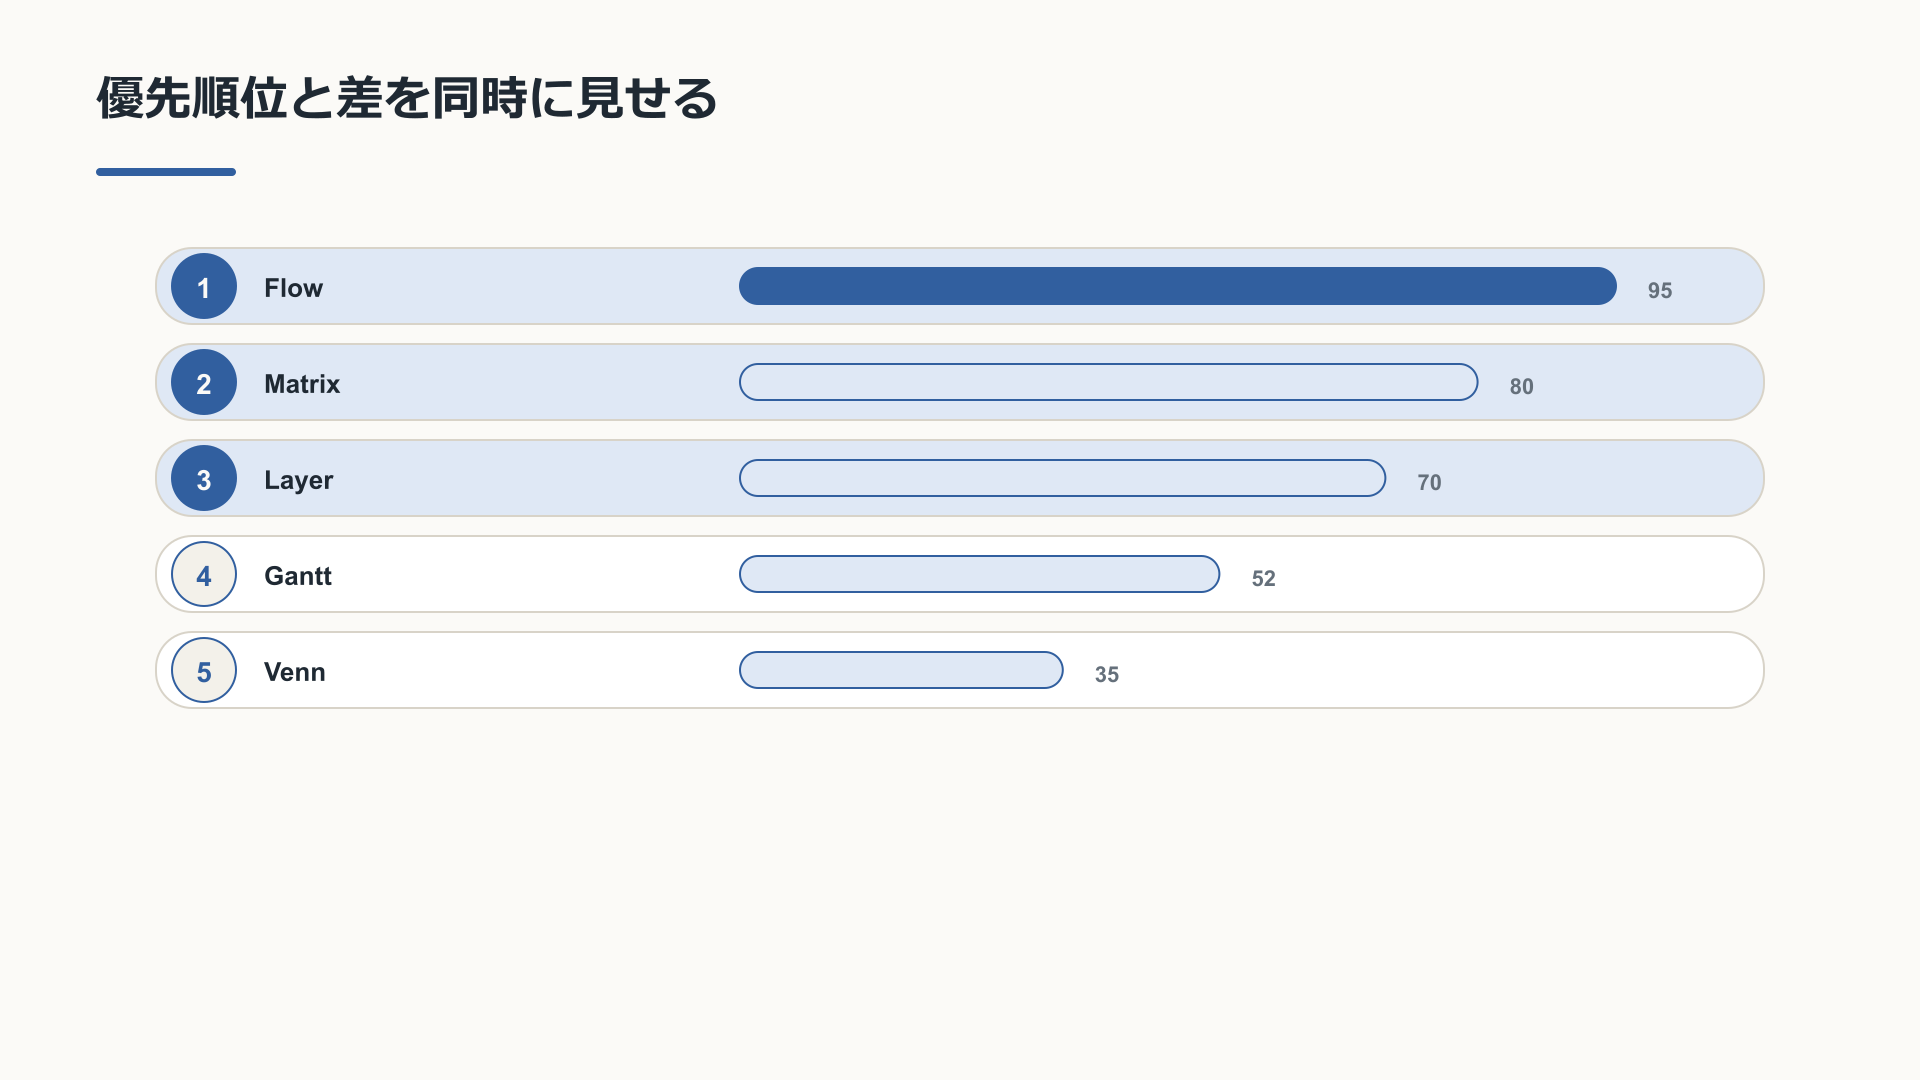 優先順位と差を同時に見せる
1 Flow 95
2 Matrix 80
3 Layer 70
4 Gantt 52
5 Venn 35